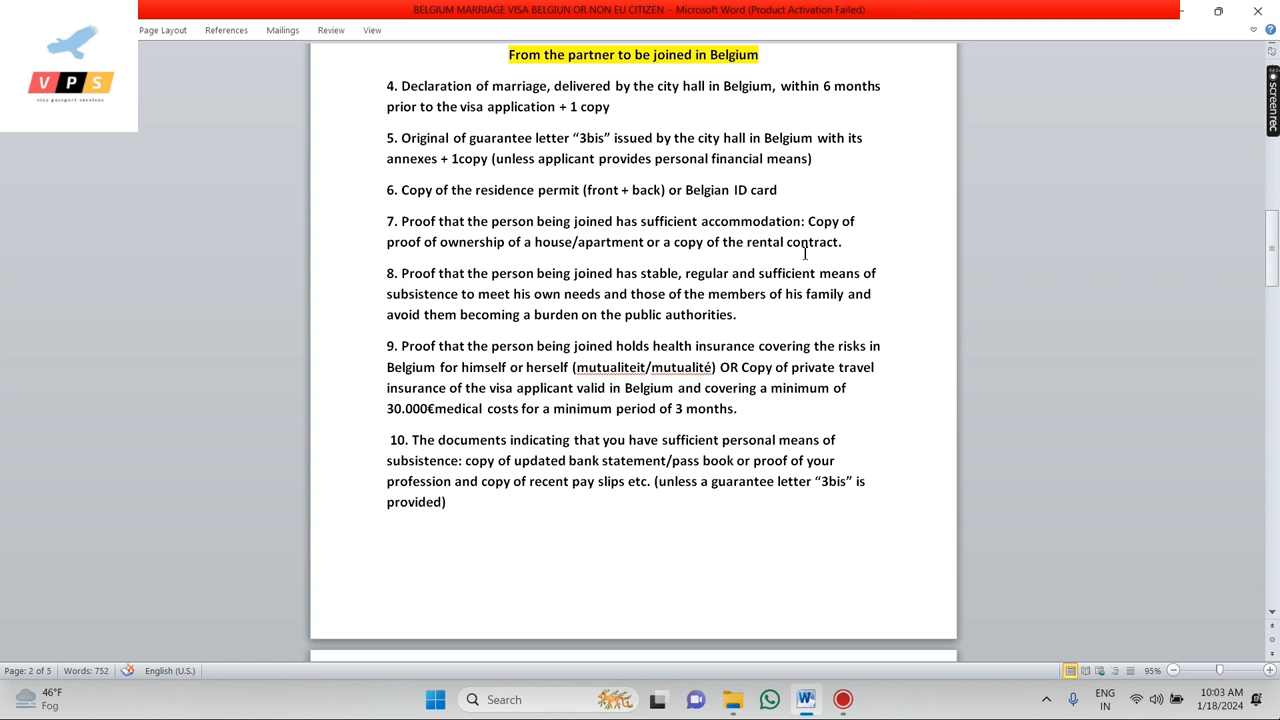 BELGIUM MARRIAGE VISA BELGIUN OR NON EU CITIZEN - Microsoft Word (Product Activation Failed)
Page Layout References Mailings Review View
VPS
visa passport services
From the partner to be joined in Belgium
4. Declaration of marriage, delivered by the city hall in Belgium, within 6 months
prior to the visa application + 1 copy
5. Original of guarantee letter “3bis” issued by the city hall in Belgium with its
annexes + 1copy (unless applicant provides personal financial means)
6. Copy of the residence permit (front + back) or Belgian ID card
7. Proof that the person being joined has sufficient accommodation: Copy of
proof of ownership of a house/apartment or a copy of the rental contract.
8. Proof that the person being joined has stable, regular and sufficient means of
subsistence to meet his own needs and those of the members of his family and
avoid them becoming a burden on the public authorities.
9. Proof that the person being joined holds health insurance covering the risks in
Belgium for himself or herself (mutualiteit/mutualité) OR Copy of private travel
insurance of the visa applicant valid in Belgium and covering a minimum of
30.000€medical costs for a minimum period of 3 months.
10. The documents indicating that you have sufficient personal means of
subsistence: copy of updated bank statement/pass book or proof of your
profession and copy of recent pay slips etc. (unless a guarantee letter “3bis” is
provided)
screen rec
Page: 2 of 5 Words: 752 English (U.S.) 95%
46°F
Fog
Search
ENG
IN
10:03 AM
1/18/2024